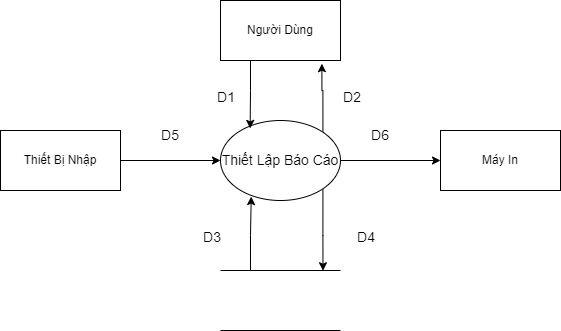 Người Dùng
D1
D2
Thiết Bị Nhập
D5
Thiết Lập Báo Cáo
D6
Máy In
D3
D4